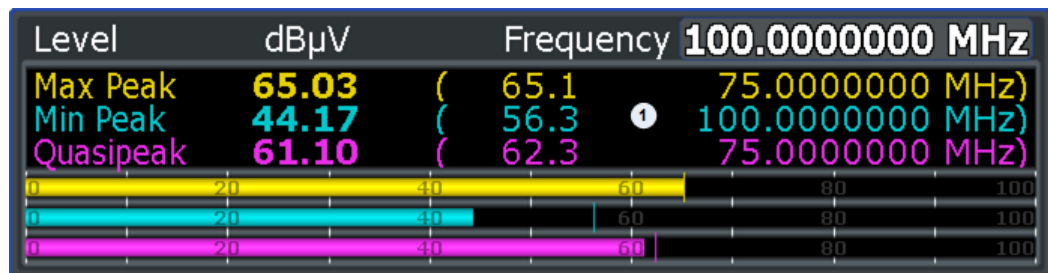 Level dBµV Frequency 100.0000000 MHz
Max Peak 65.03 ( 65.1 75.0000000 MHz)
Min Peak 44.17 ( 56.3 1 100.0000000 MHz)
Quasipeak 61.10 ( 62.3 75.0000000 MHz)
0 20 40 60 80 100
0 20 40 60 80 100
0 20 40 60 80 100